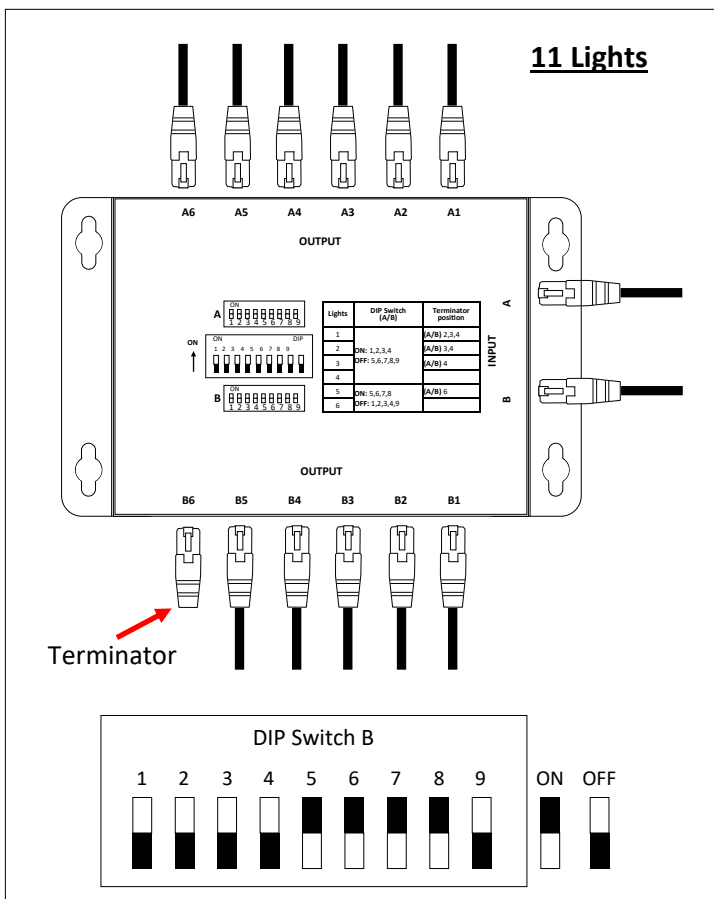 11 Lights
A6 A5 A4 A3 A2 A1
OUTPUT
A
ON
1 2 3 4 5 6 7 8 9
ON
ON DIP
1 2 3 4 5 6 7 8 9
B
ON
1 2 3 4 5 6 7 8 9
Lights DIP Switch (A/B) Terminator position
1 (A/B) 2,3,4
2 ON: 1,2,3,4 (A/B) 3,4
3 OFF: 5,6,7,8,9 (A/B) 4
4
5 ON: 5,6,7,8 (A/B) 6
6 OFF: 1,2,3,4,9
A
INPUT
B
OUTPUT
B6 B5 B4 B3 B2 B1
Terminator
DIP Switch B
1 2 3 4 5 6 7 8 9 ON OFF